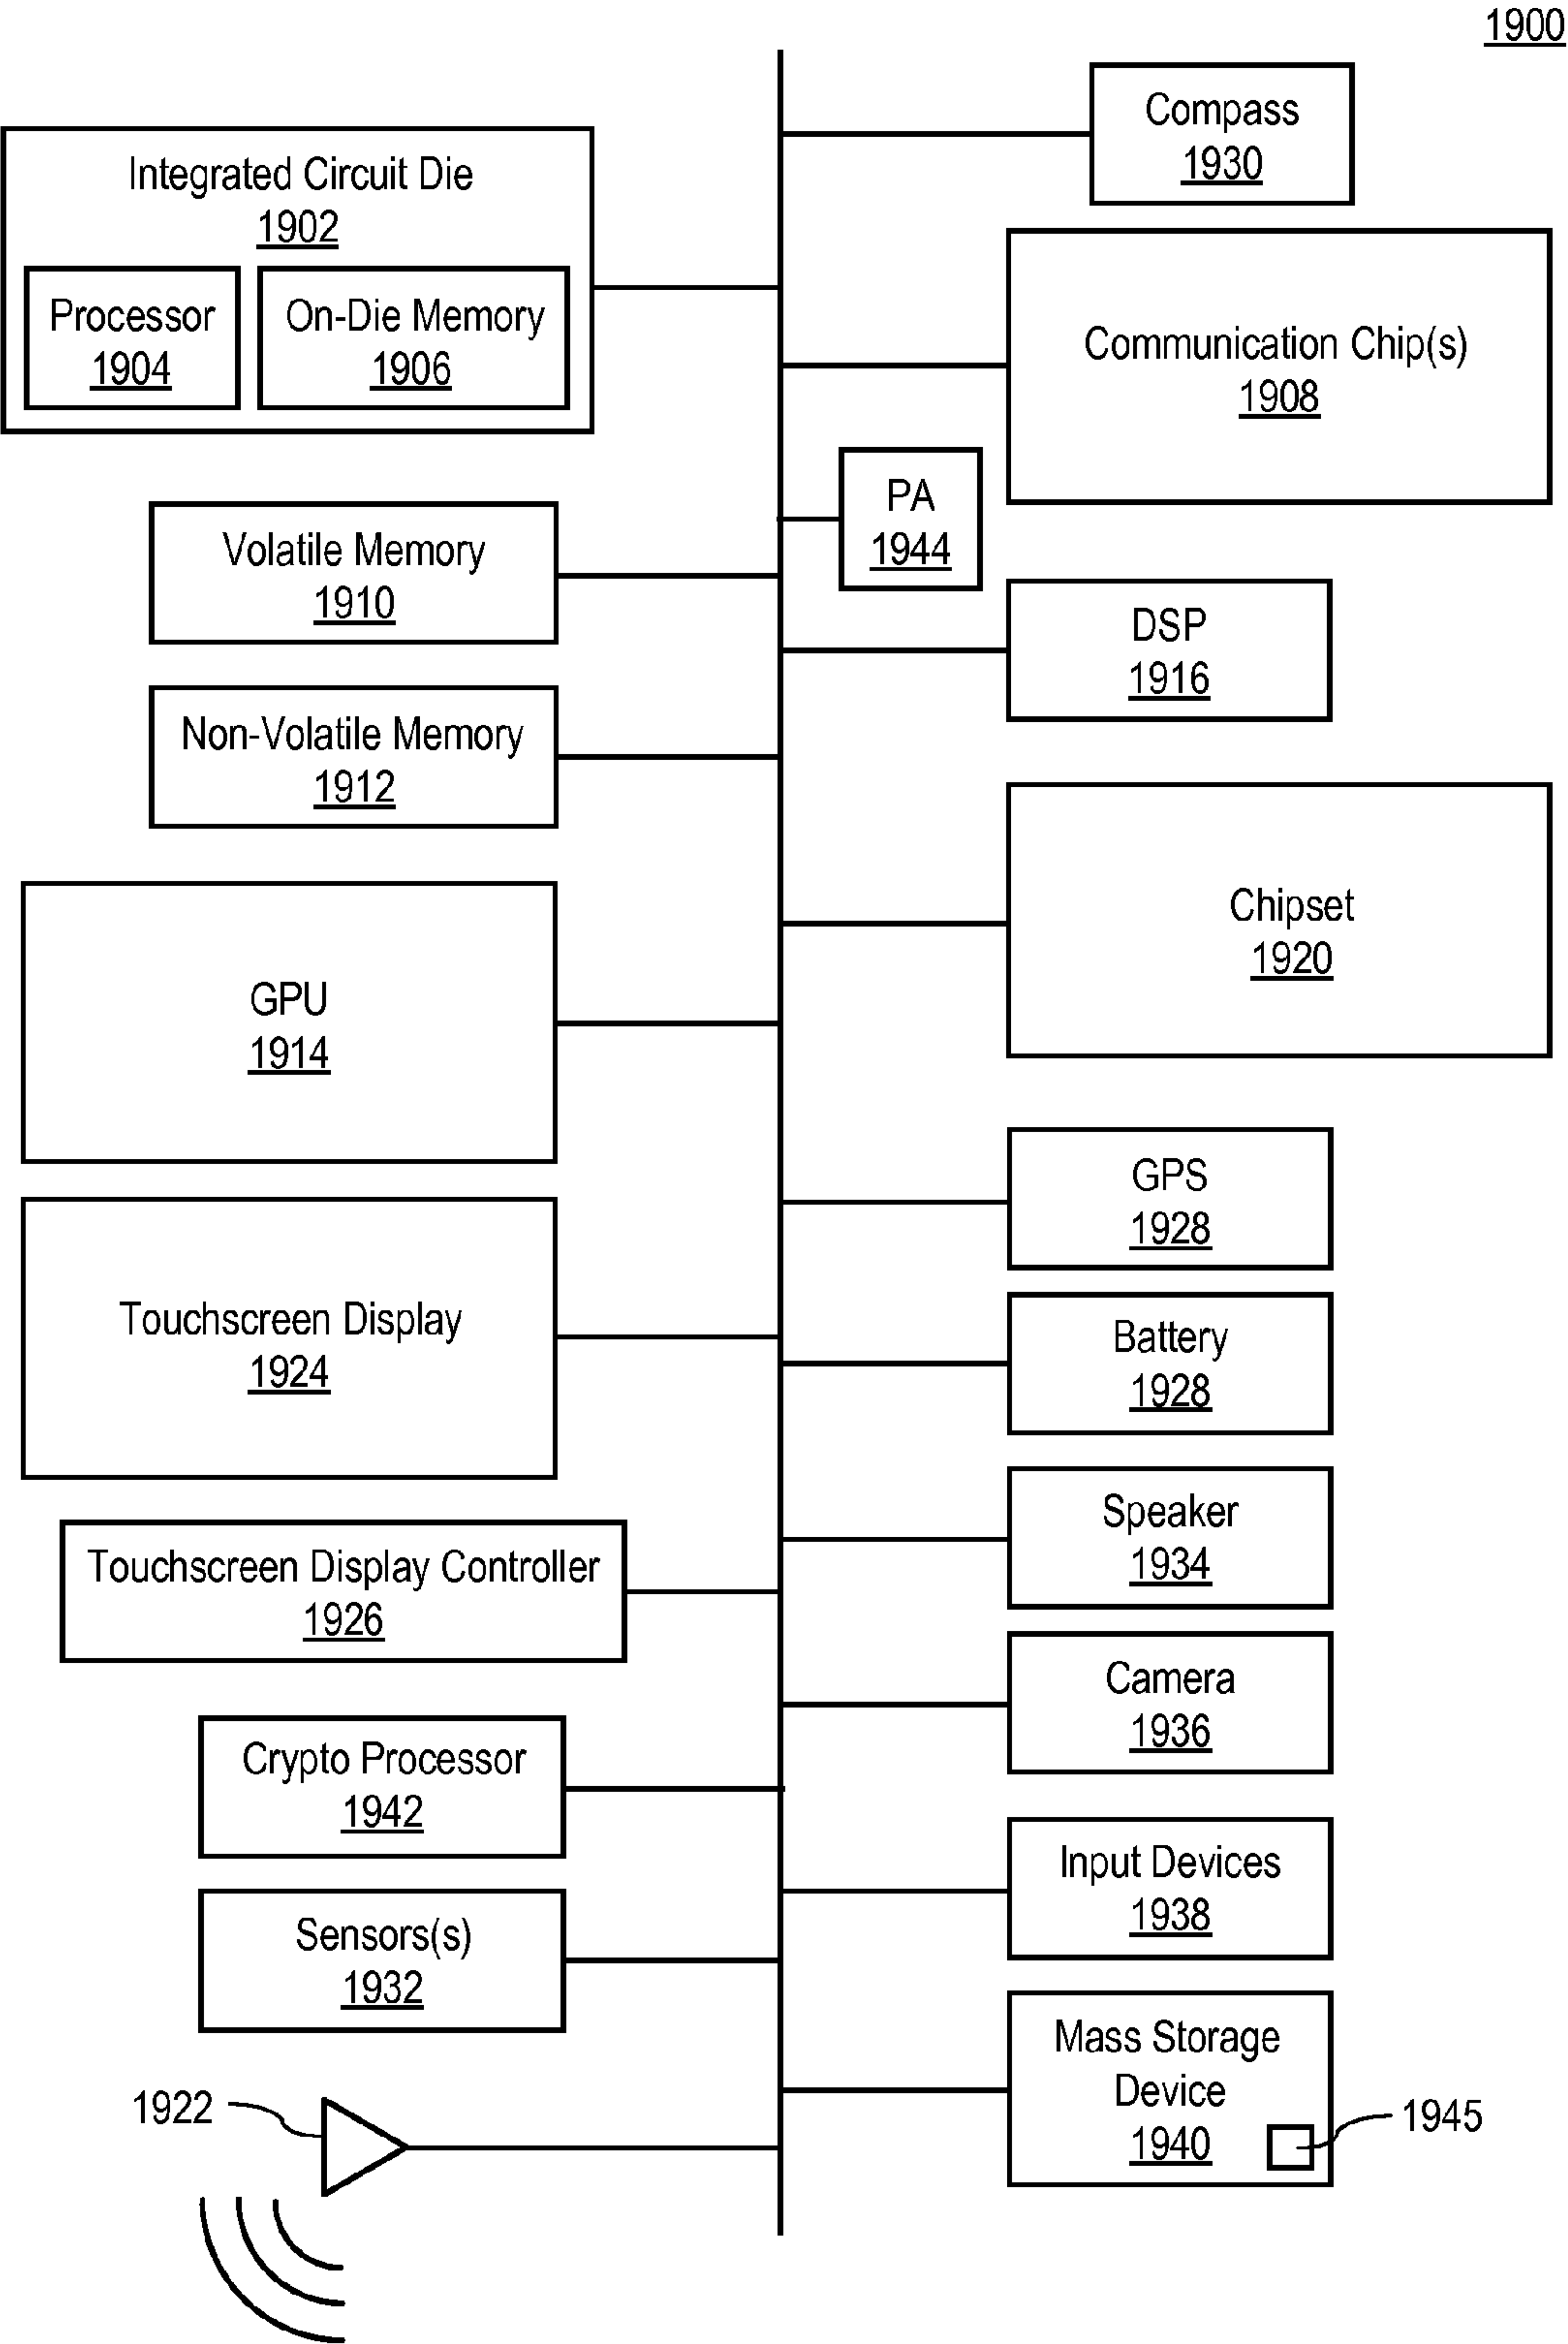 1900
Integrated Circuit Die
1902
Processor
1904
On-Die Memory
1906
Volatile Memory
1910
Non-Volatile Memory
1912
GPU
1914
Touchscreen Display
1924
Touchscreen Display Controller
1926
Crypto Processor
1942
Sensors(s)
1932
1922
Compass
1930
Communication Chip(s)
1908
PA
1944
DSP
1916
Chipset
1920
GPS
1928
Battery
1928
Speaker
1934
Camera
1936
Input Devices
1938
Mass Storage
Device
1940
1945